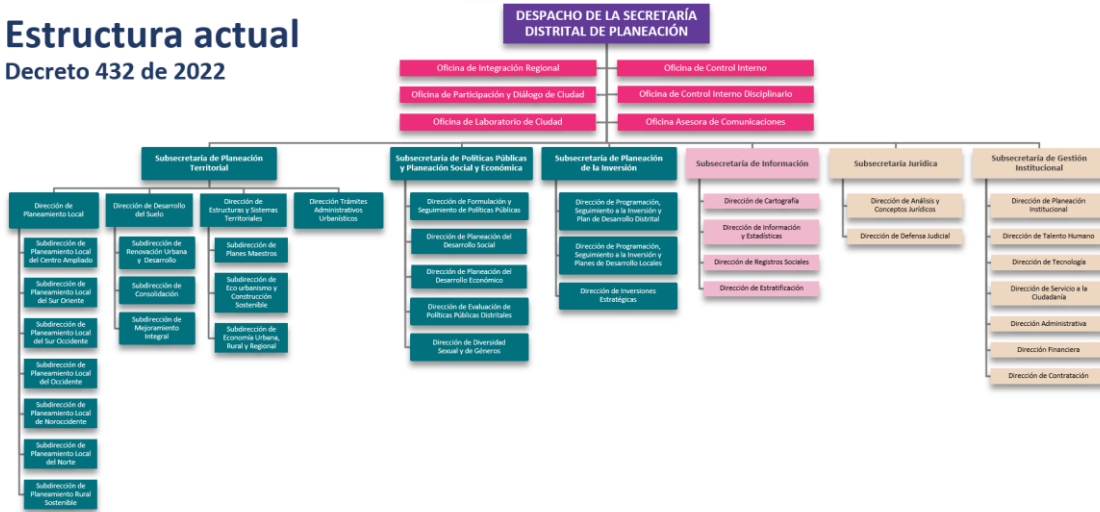 Estructura actual
Decreto 432 de 2022
DESPACHO DE LA SECRETARÍA
DISTRITAL DE PLANEACIÓN
Oficina de Integración Regional
Oficina de Control Interno
Oficina de Participación y Diálogo de Ciudad
Oficina de Control Interno Disciplinario
Oficina de Laboratorio de Ciudad
Oficina Asesora de Comunicaciones
Subsecretaría de Planeación
Territorial
Dirección de
Planeamiento Local
Subdirección de
Planeamiento Local
del Centro Ampliado
Subdirección de
Planeamiento Local
del Sur Oriente
Subdirección de
Planeamiento Local
del Sur Occidente
Subdirección de
Planeamiento Local
del Occidente
Subdirección de
Planeamiento Local
de Noroccidente
Subdirección de
Planeamiento Local
del Norte
Subdirección de
Planeamiento Rural
Sostenible
Dirección de Desarrollo
del Suelo
Subdirección de
Renovación Urbana
y Desarrollo
Subdirección de
Consolidación
Subdirección de
Mejoramiento
Integral
Dirección de
Estructuras y Sistemas
Territoriales
Subdirección de
Planes Maestros
Subdirección de
Eco urbanismo y
Construcción
Sostenible
Subdirección de
Economía Urbana,
Rural y Regional
Dirección Trámites
Administrativos
Urbanísticos
Subsecretaría de Políticas Públicas
y Planeación Social y Económica
Dirección de Formulación y
Seguimiento de Políticas Públicas
Dirección de Planeación del
Desarrollo Social
Dirección de Planeación del
Desarrollo Económico
Dirección de Evaluación de
Políticas Públicas Distritales
Dirección de Diversidad
Sexual y de Géneros
Subsecretaría de Planeación
de la Inversión
Dirección de Programación,
Seguimiento a la Inversión y
Plan de Desarrollo Distrital
Dirección de Programación,
Seguimiento a la Inversión y
Planes de Desarrollo Locales
Dirección de Inversiones
Estratégicas
Subsecretaría de Información
Dirección de Cartografía
Dirección de Información
y Estadísticas
Dirección de Registros Sociales
Dirección de Estratificación
Subsecretaría Jurídica
Dirección de Análisis y
Conceptos Jurídicos
Dirección de Defensa Judicial
Subsecretaría de Gestión
Institucional
Dirección de Planeación
Institucional
Dirección de Talento Humano
Dirección de Tecnología
Dirección de Servicio a la
Ciudadanía
Dirección Administrativa
Dirección Financiera
Dirección de Contratación